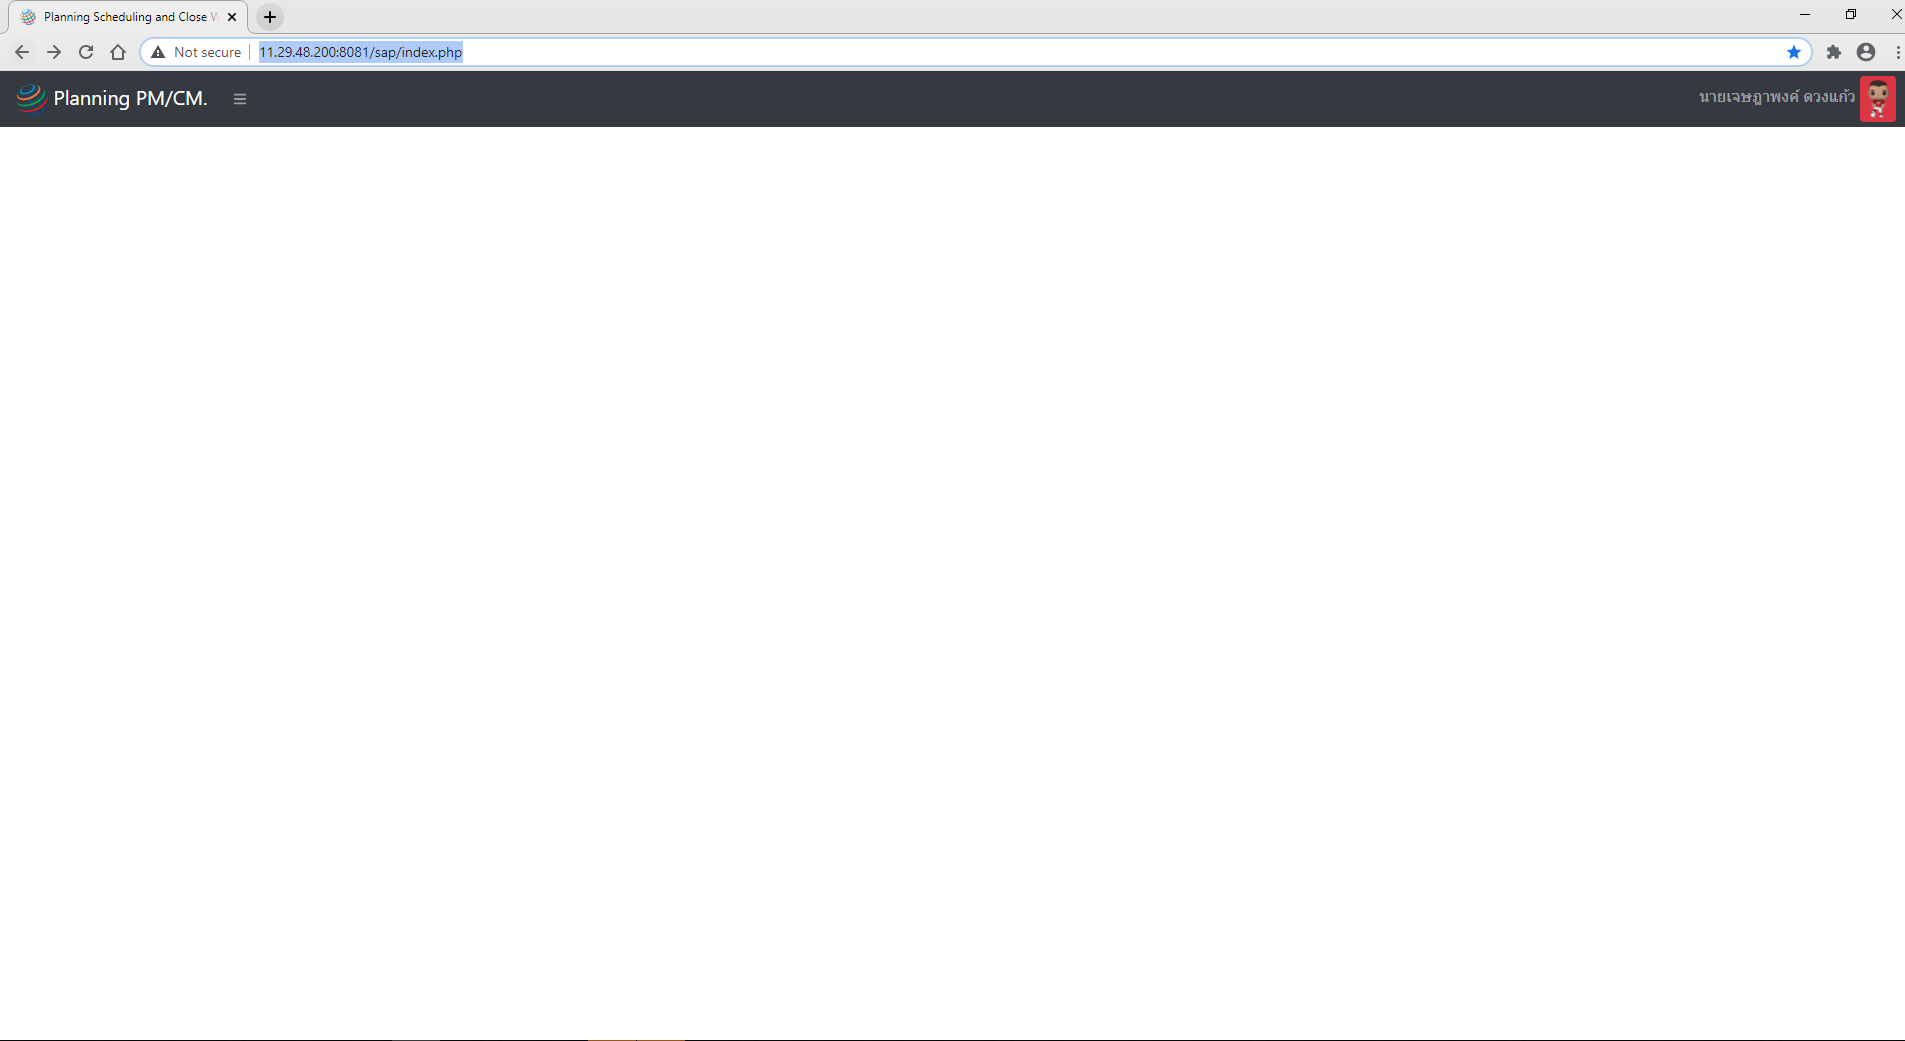 Planning Scheduling and Close W
Not secure
11.29.48.200:8081/sap/index.php
Planning PM/CM.
นายเจษฎาพงค์ ดวงแก้ว